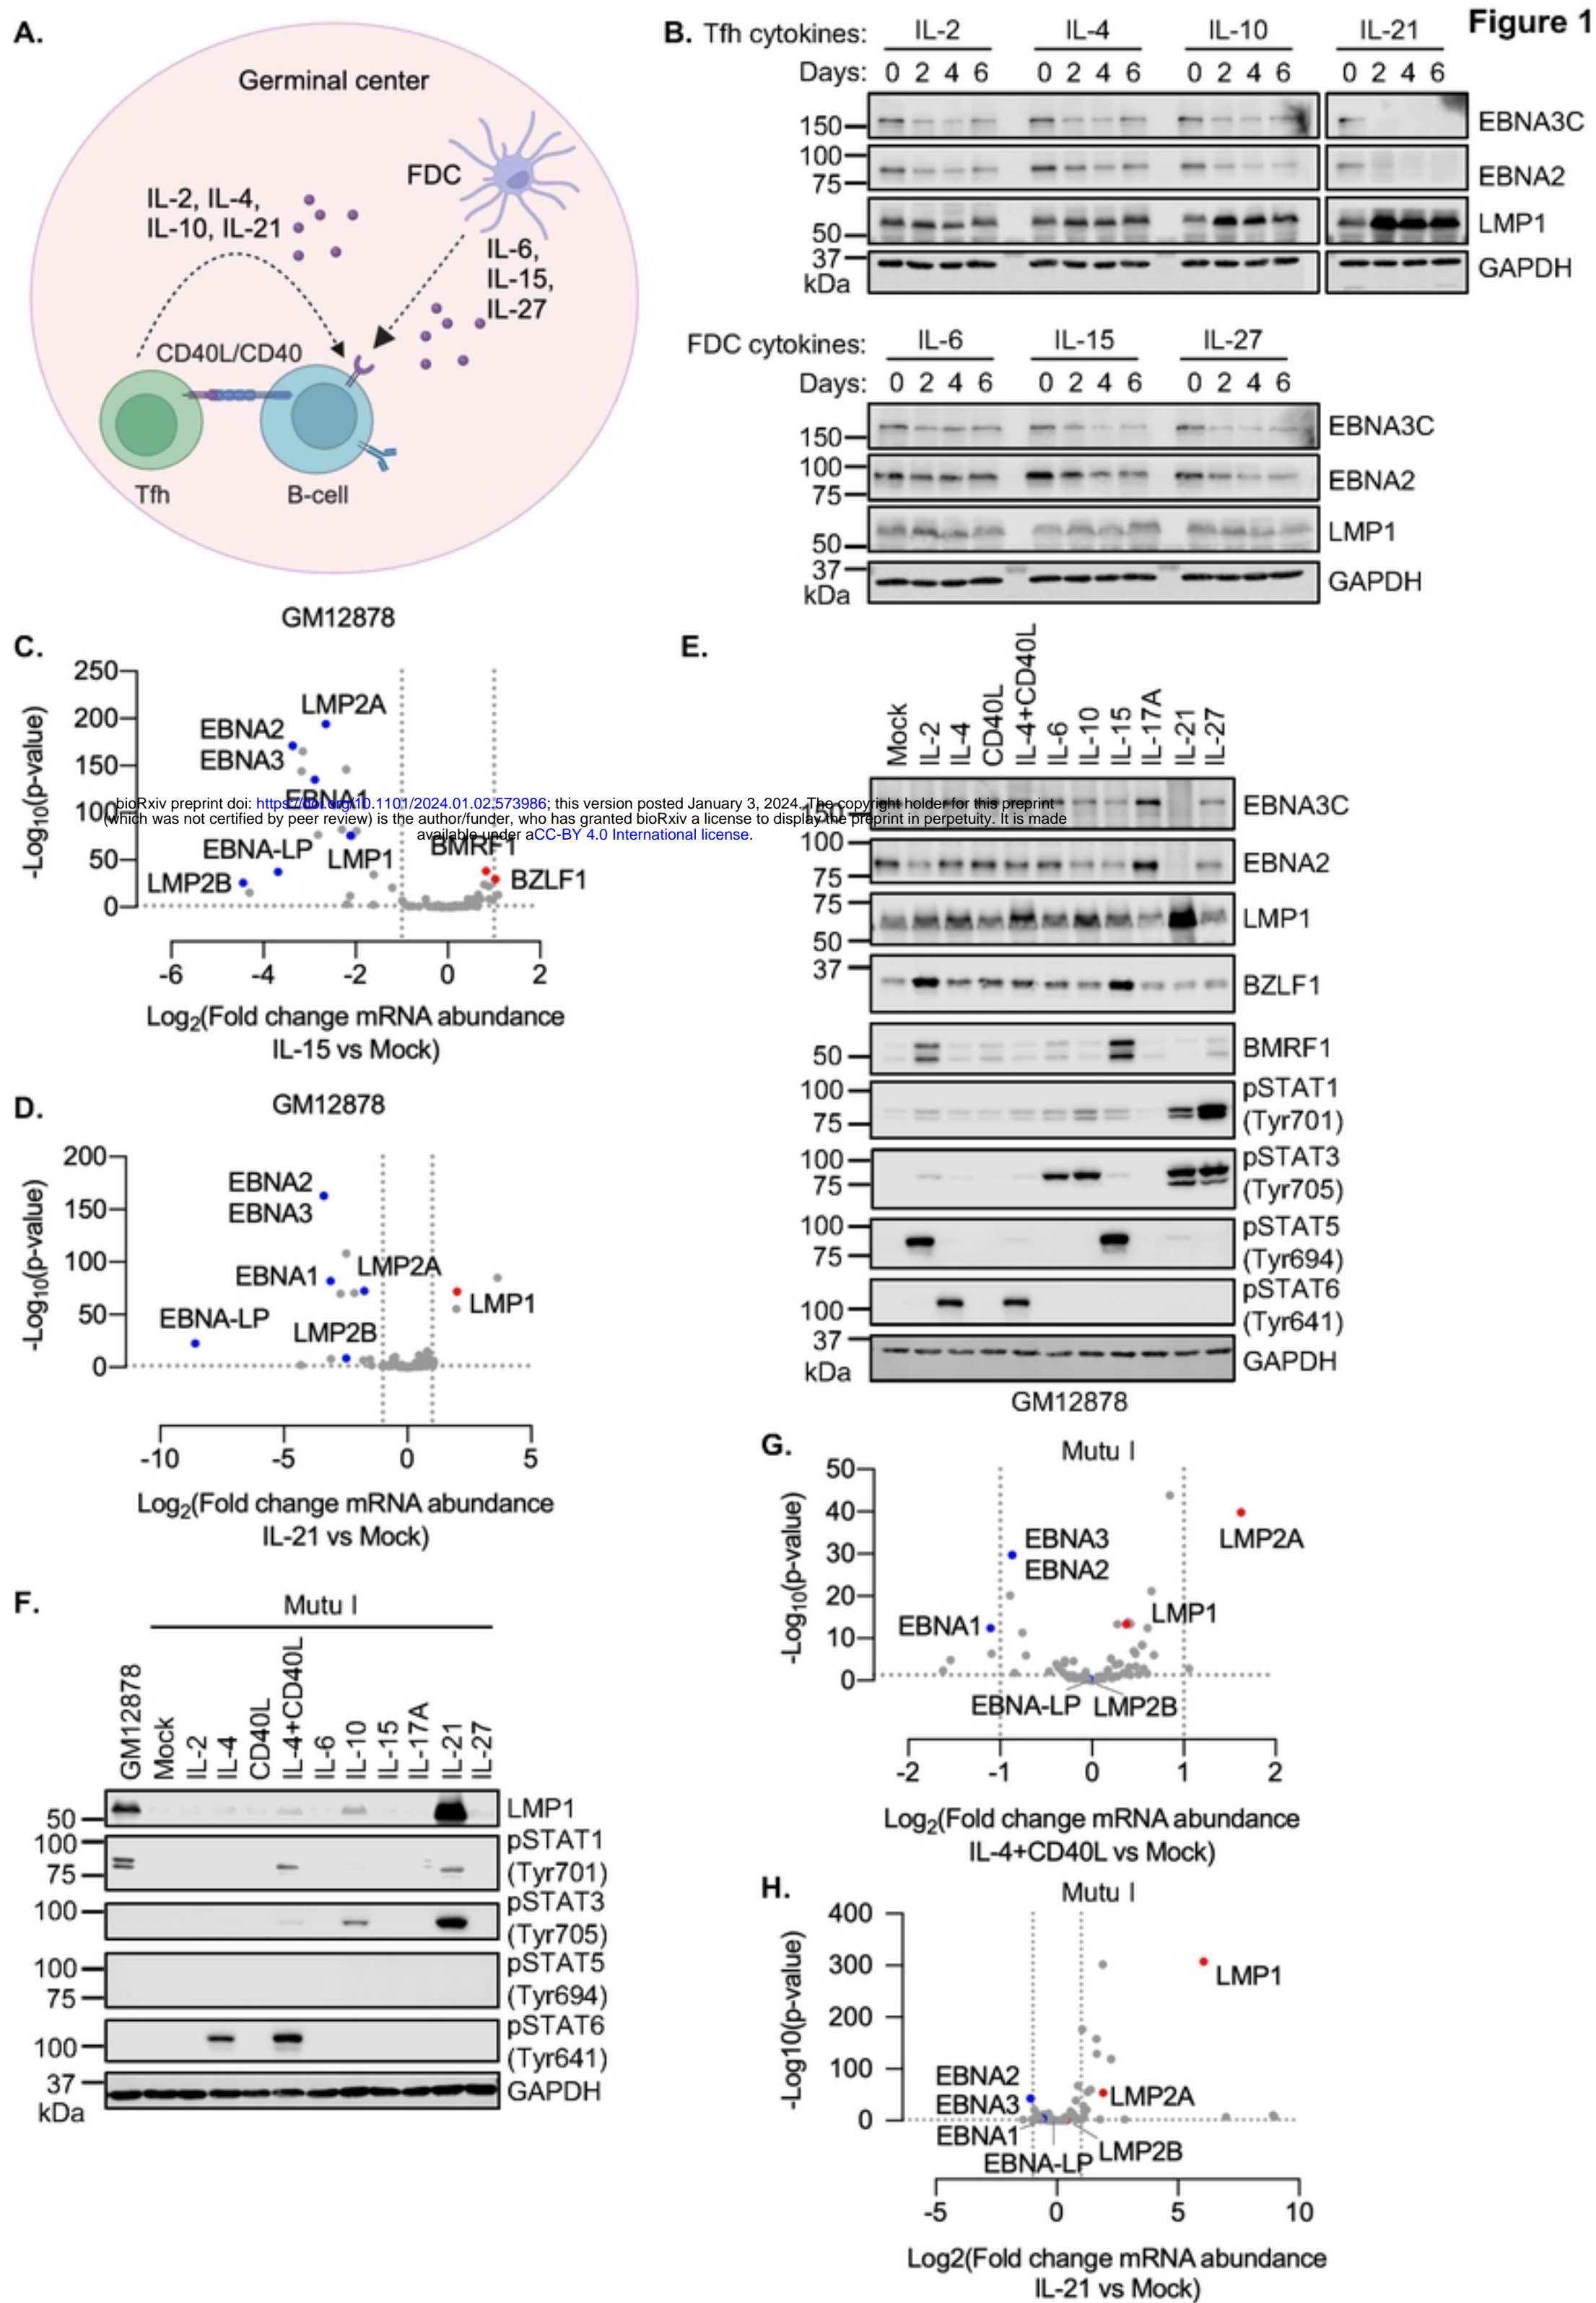 Figure 1
A.
Germinal center
FDC
IL-2, IL-4,
IL-10, IL-21
IL-6,
IL-15,
IL-27
CD40L/CD40
Tfh
B-cell
B. Tfh cytokines: IL-2 IL-4 IL-10 IL-21
Days: 0 2 4 6 0 2 4 6 0 2 4 6 0 2 4 6
150 EBNA3C
100
75 EBNA2
50 LMP1
37 GAPDH
kDa
FDC cytokines: IL-6 IL-15 IL-27
Days: 0 2 4 6 0 2 4 6 0 2 4 6
150 EBNA3C
100
75 EBNA2
50 LMP1
37 GAPDH
kDa
C.
GM12878
250
200
150
100
50
0
-Log10(p-value)
LMP2A
EBNA2
EBNA3
EBNA1
EBNA-LP
LMP1
BMRF1
LMP2B
BZLF1
-6 -4 -2 0 2
Log2(Fold change mRNA abundance
IL-15 vs Mock)
bioRxiv preprint doi: https://doi.org/10.1101/2024.01.02.573986; this version posted January 3, 2024. The copyright holder for this preprint
(which was not certified by peer review) is the author/funder, who has granted bioRxiv a license to display the preprint in perpetuity. It is made
available under aCC-BY 4.0 International license.
D.
GM12878
200
150
100
50
0
-Log10(p-value)
EBNA2
EBNA3
EBNA1
LMP2A
EBNA-LP
LMP2B
LMP1
-10 -5 0 5
Log2(Fold change mRNA abundance
IL-21 vs Mock)
E.
Mock IL-2 IL-4 CD40L IL-4+CD40L IL-6 IL-10 IL-15 IL-17A IL-21 IL-27
150 EBNA3C
100
75 EBNA2
75
50 LMP1
37 BZLF1
50 BMRF1
100 pSTAT1
75 (Tyr701)
100 pSTAT3
75 (Tyr705)
100 pSTAT5
75 (Tyr694)
100 pSTAT6
(Tyr641)
37 GAPDH
kDa
GM12878
F.
Mutu I
GM12878 Mock IL-2 IL-4 CD40L IL-4+CD40L IL-6 IL-10 IL-15 IL-17A IL-21 IL-27
50 LMP1
100 pSTAT1
75 (Tyr701)
100 pSTAT3
(Tyr705)
100 pSTAT5
75 (Tyr694)
100 pSTAT6
(Tyr641)
37 GAPDH
kDa
G.
Mutu I
50
40
30
20
10
0
-Log10(p-value)
LMP2A
EBNA3
EBNA2
EBNA1
LMP1
EBNA-LP LMP2B
-2 -1 0 1 2
Log2(Fold change mRNA abundance
IL-4+CD40L vs Mock)
H.
Mutu I
400
300
200
100
0
-Log10(p-value)
LMP1
EBNA2
EBNA3
LMP2A
EBNA1
LMP2B
EBNA-LP
-5 0 5 10
Log2(Fold change mRNA abundance
IL-21 vs Mock)